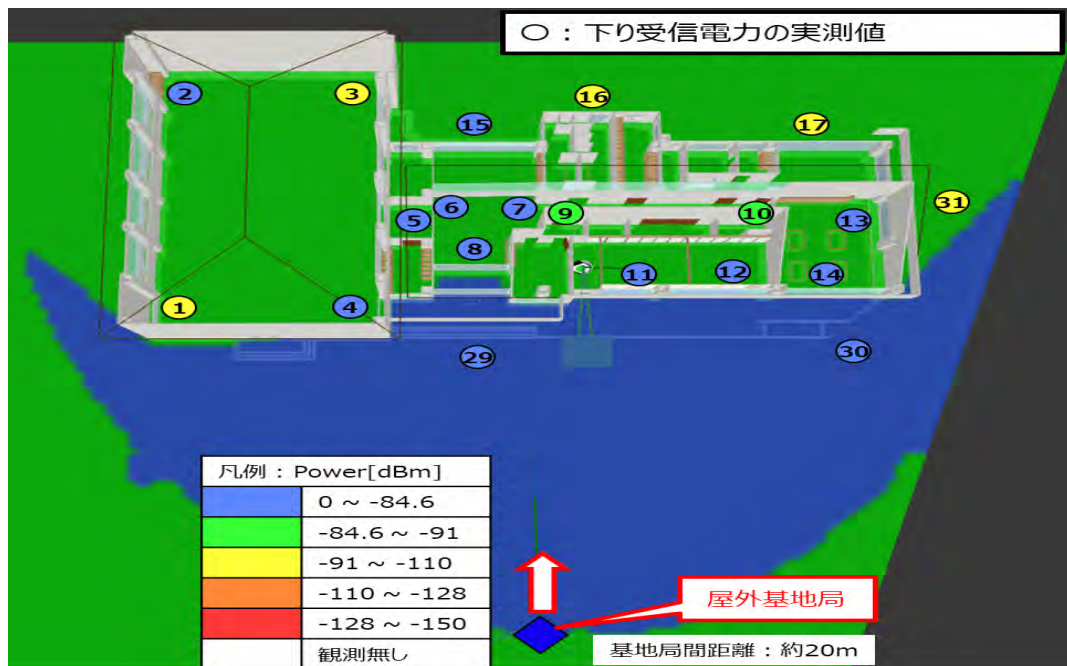 ○：下り受信電力の実測値
16
2
3
15
17
5
6
7
9
10
13
31
8
11
12
14
1
4
29
30
凡例：Power[dBm]
0 ~ -84.6
-84.6 ~ -91
-91 ~ -110
-110 ~ -128
-128 ~ -150
観測無し
屋外基地局
基地局間距離：約20m